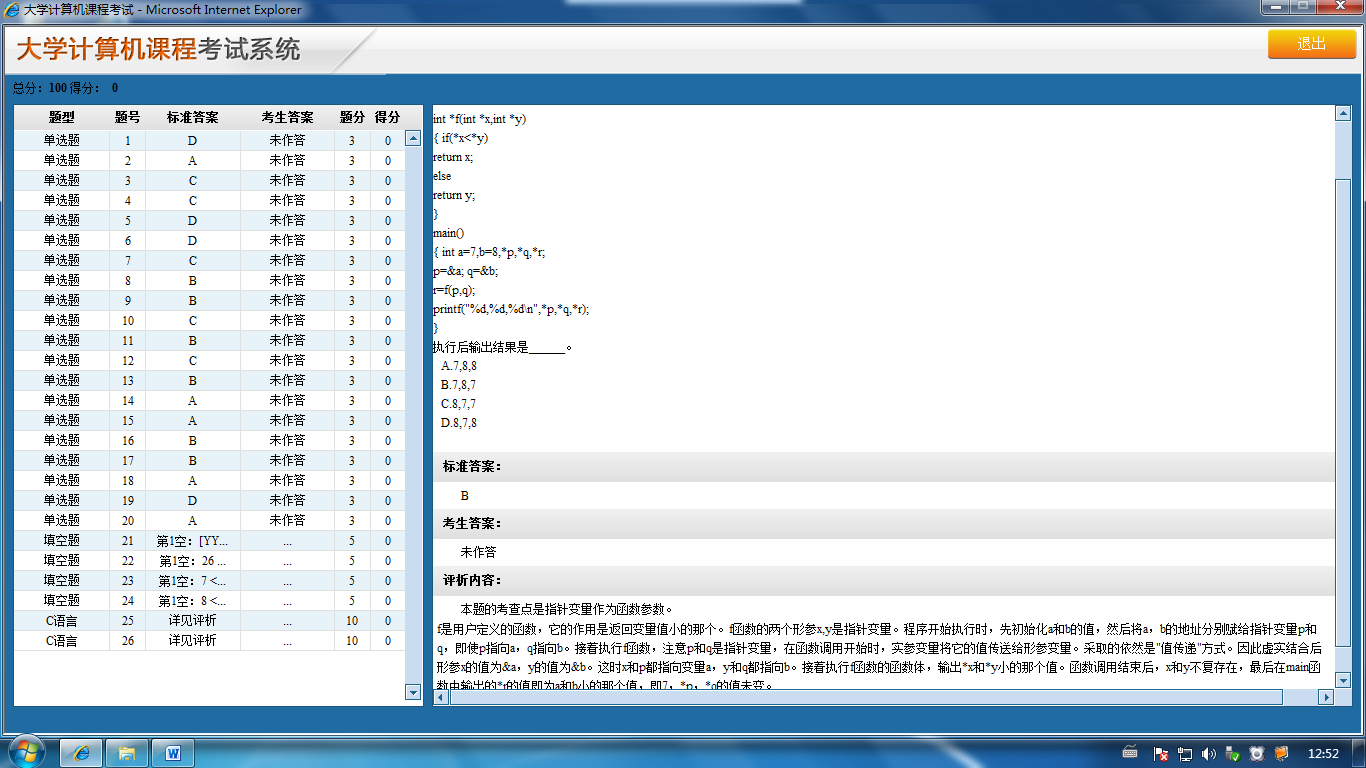 大学计算机课程考试 - Microsoft Internet Explorer
大学计算机课程考试系统
退出
总分：100 得分： 0
题型 题号 标准答案 考生答案 题分 得分
单选题 1 D 未作答 3 0
单选题 2 A 未作答 3 0
单选题 3 C 未作答 3 0
单选题 4 C 未作答 3 0
单选题 5 D 未作答 3 0
单选题 6 D 未作答 3 0
单选题 7 C 未作答 3 0
单选题 8 B 未作答 3 0
单选题 9 B 未作答 3 0
单选题 10 C 未作答 3 0
单选题 11 B 未作答 3 0
单选题 12 C 未作答 3 0
单选题 13 B 未作答 3 0
单选题 14 A 未作答 3 0
单选题 15 A 未作答 3 0
单选题 16 B 未作答 3 0
单选题 17 B 未作答 3 0
单选题 18 A 未作答 3 0
单选题 19 D 未作答 3 0
单选题 20 A 未作答 3 0
填空题 21 第1空：[YY... ... 5 0
填空题 22 第1空：26 ... ... 5 0
填空题 23 第1空：7 <... ... 5 0
填空题 24 第1空：8 <... ... 5 0
C语言 25 详见评析 ... 10 0
C语言 26 详见评析 ... 10 0
int *f(int *x,int *y)
{ if(*x<*y)
return x;
else
return y;
}
main()
{ int a=7,b=8,*p,*q,*r;
p=&a; q=&b;
r=f(p,q);
printf("%d,%d,%d\n",*p,*q,*r);
}
执行后输出结果是______。
A.7,8,8
B.7,8,7
C.8,7,7
D.8,7,8
标准答案：
B
考生答案：
未作答
评析内容：
本题的考查点是指针变量作为函数参数。
f是用户定义的函数，它的作用是返回变量值小的那个。f函数的两个形参x,y是指针变量。程序开始执行时，先初始化a和b的值，然后将a，b的地址分别赋给指针变量p和
q，即使p指向a，q指向b。接着执行f函数，注意p和q是指针变量，在函数调用开始时，实参变量将它的值传送给形参变量。采取的依然是"值传递"方式。因此虚实结合后
形参x的值为&a，y的值为&b。这时x和p都指向变量a，y和q都指向b。接着执行f函数的函数体，输出*x和*y小的那个值。函数调用结束后，x和y不复存在，最后在main函
数中输出的*r的值即为a和b小的那个值，即7，*p，*q的值未变。
12:52